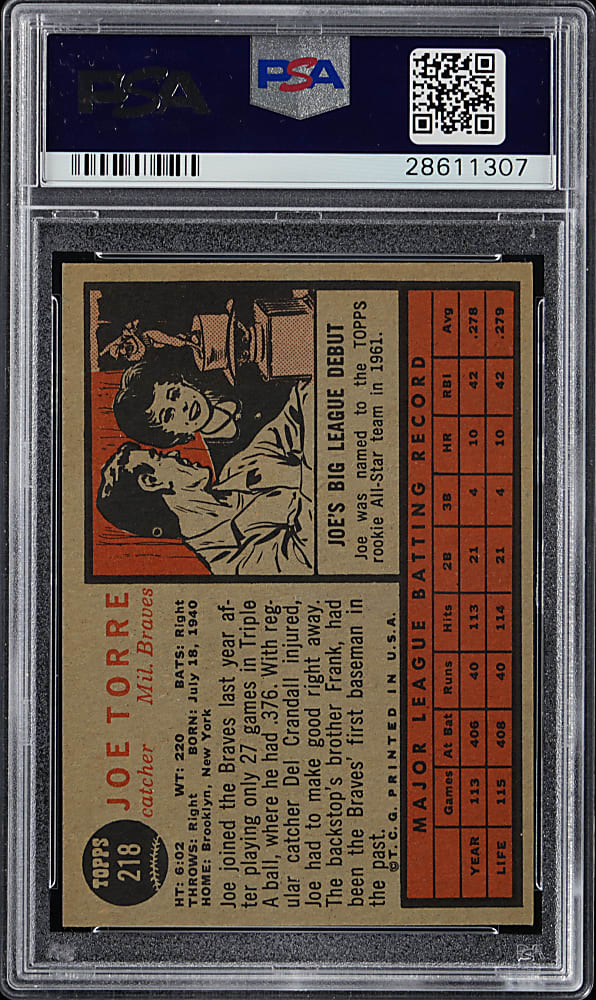 PSA
PSA
28611307
TOPPS
218
JOE TORRE
catcher Mil. Braves
HT: 6:02 WT: 220 BATS: Right
THROWS: Right BORN: July 18, 1940
HOME: Brooklyn, New York
Joe joined the Braves last year af-
ter playing only 27 games in Triple
A ball, where he had .376. With reg-
ular catcher Del Crandall injured,
Joe had to make good right away.
The backstop's brother Frank, had
been the Braves' first baseman in
the past.
©T.C.G. PRINTED IN U.S.A.
JOE'S BIG LEAGUE DEBUT
Joe was named to the TOPPS
rookie All-Star team in 1961.
MAJOR LEAGUE BATTING RECORD
Games At Bat Runs Hits 2B 3B HR RBI Avg
YEAR 113 406 40 113 21 4 10 42 .278
LIFE 115 408 40 114 21 4 10 42 .279